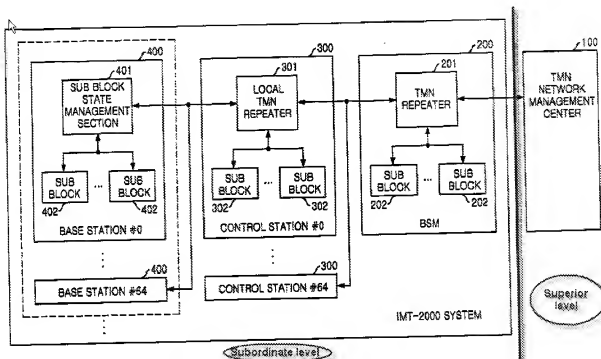 400
400
401
SUB BLOCK
STATE
MANAGEMENT
SECTION
SUB
BLOCK
...
SUB
BLOCK
402
402
BASE STATION #0
400
BASE STATION #64
300
301
LOCAL
TMN
REPEATER
SUB
BLOCK
...
SUB
BLOCK
302
302
CONTROL STATION #0
300
CONTROL STATION #64
200
201
TMN
REPEATER
SUB
BLOCK
...
SUB
BLOCK
202
202
BSM
IMT-2000 SYSTEM
100
TMN
NETWORK
MANAGEMENT
CENTER
Superior
level
Subordinate level